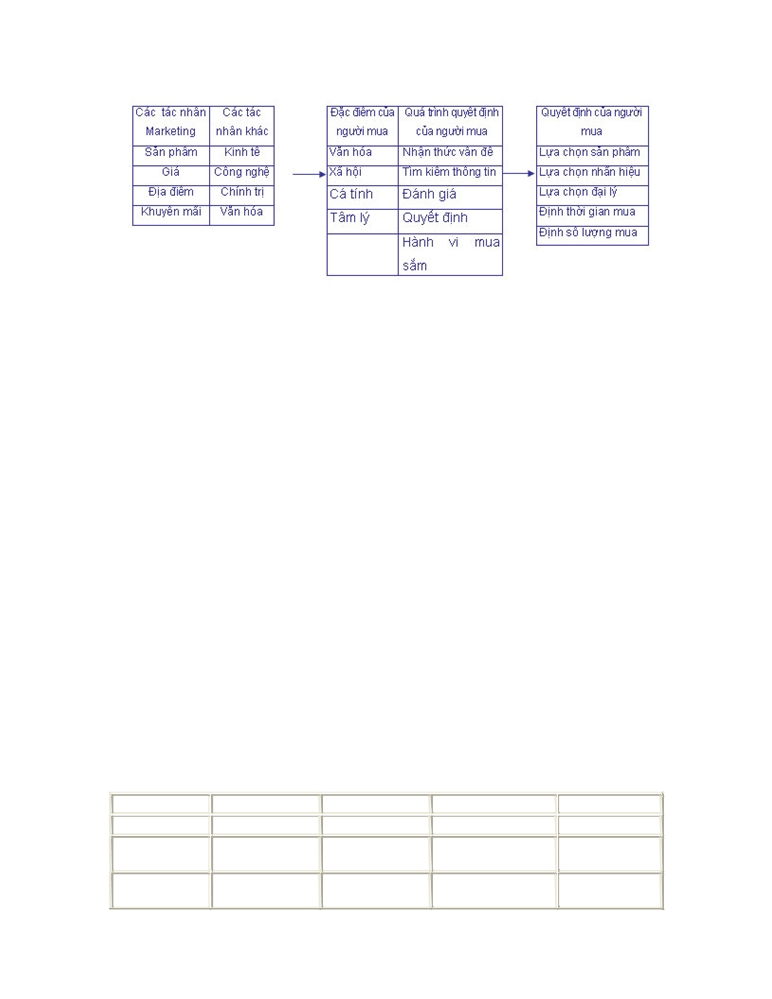 Các tác nhân Marketing
Các tác nhân khác
Sản phẩm
Kinh tế
Giá
Công nghệ
Địa điểm
Chính trị
Khuyến mãi
Văn hóa
Đặc điểm của người mua
Quá trình quyết định của người mua
Văn hóa
Nhận thức vấn đề
Xã hội
Tìm kiếm thông tin
Cá tính
Đánh giá
Tâm lý
Quyết định
Hành vi mua
sắm
Quyết định của người
mua
Lựa chọn sản phẩm
Lựa chọn nhãn hiệu
Lựa chọn đại lý
Định thời gian mua
Định số lượng mua